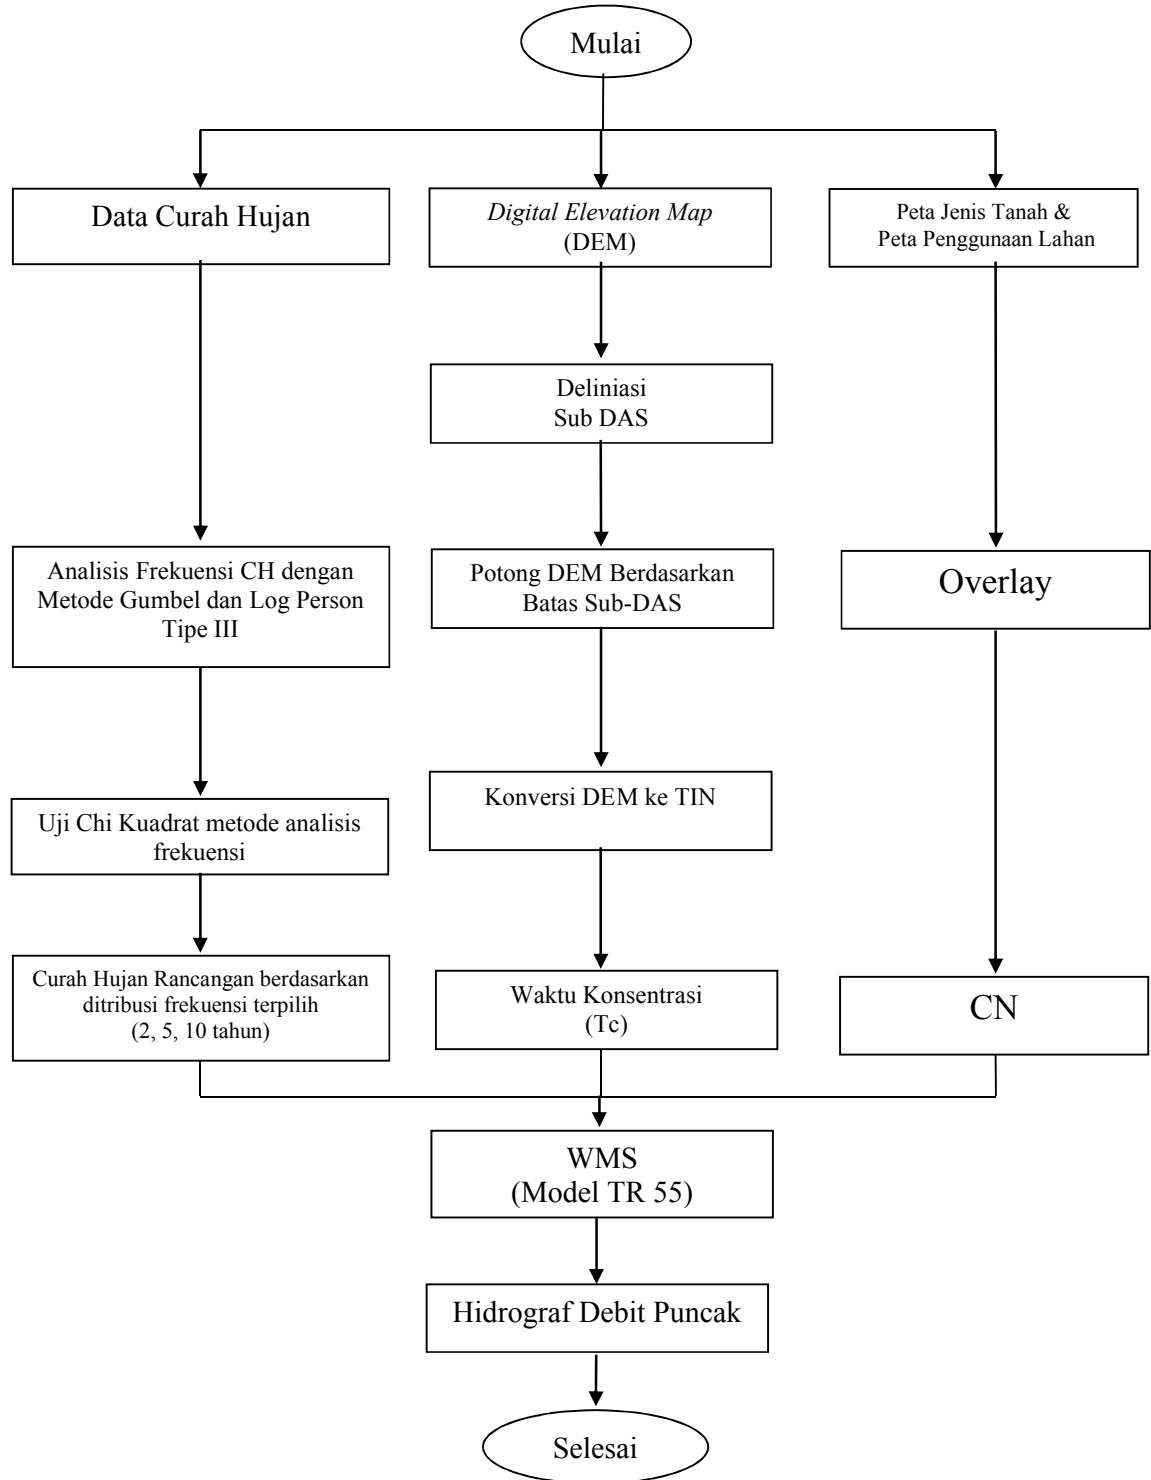 Mulai
Data Curah Hujan
Digital Elevation Map
(DEM)
Peta Jenis Tanah &
Peta Penggunaan Lahan
Deliniasi
Sub DAS
Analisis Frekuensi CH dengan
Metode Gumbel dan Log Person
Tipe III
Potong DEM Berdasarkan
Batas Sub-DAS
Overlay
Uji Chi Kuadrat metode analisis
frekuensi
Konversi DEM ke TIN
Curah Hujan Rancangan berdasarkan
ditribusi frekuensi terpilih
(2, 5, 10 tahun)
Waktu Konsentrasi
(Tc)
CN
WMS
(Model TR 55)
Hidrograf Debit Puncak
Selesai